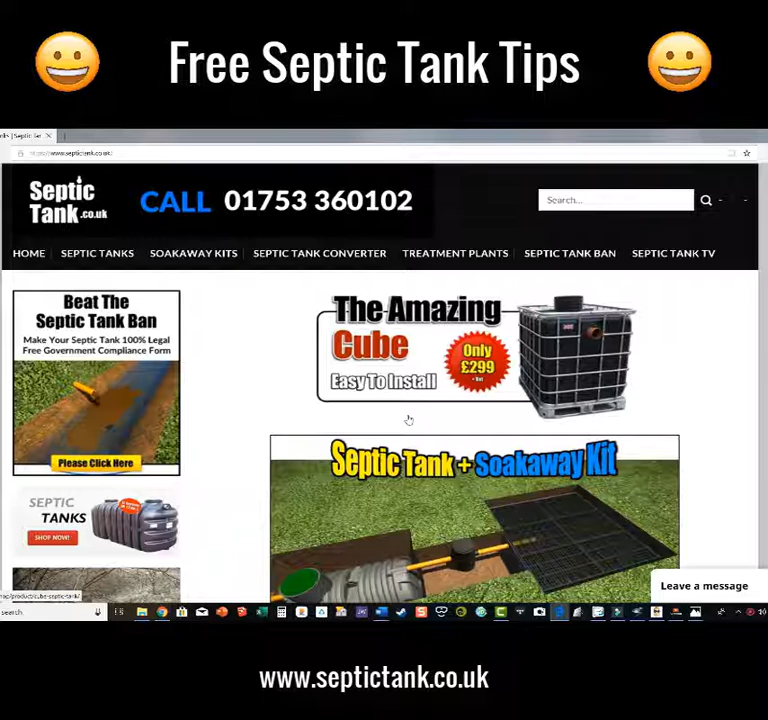 Free Septic Tank Tips
Septic
Tank.co.uk
CALL 01753 360102
Search...
HOME
SEPTIC TANKS
SOAKAWAY KITS
SEPTIC TANK CONVERTER
TREATMENT PLANTS
SEPTIC TANK BAN
SEPTIC TANK TV
Beat The
Septic Tank Ban
Make Your Septic Tank 100% Legal
Free Government Compliance Form
Please Click Here
The Amazing
Cube
Easy To Install
Only
£299
+ Vat
Septic Tank + Soakaway Kit
SEPTIC
TANKS
SHOP NOW!
Leave a message
search
www.septictank.co.uk